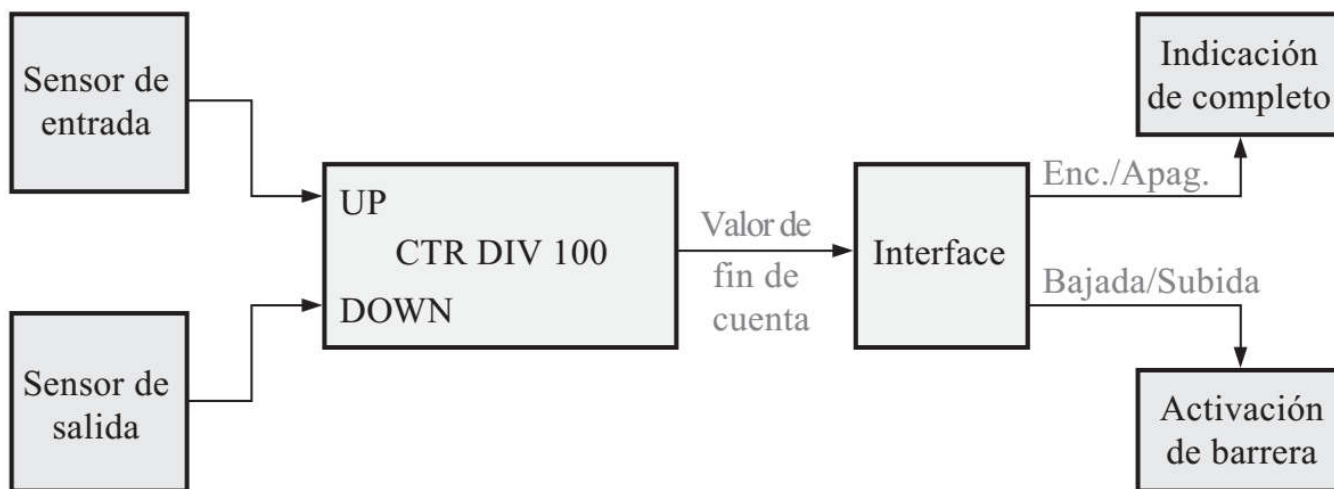 Sensor de
entrada
Sensor de
salida
UP
CTR DIV 100
DOWN
Valor de
fin de
cuenta
Interface
Enc./Apag.
Bajada/Subida
Indicación
de completo
Activación
de barrera